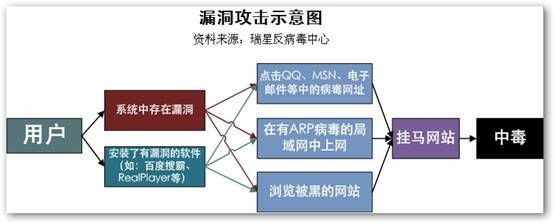 漏洞攻击示意图
资料来源：瑞星反病毒中心
用户
系统中存在漏洞
安装了有漏洞的软件
（如：百度搜霸、
RealPlayer等）
点击QQ、MSN、电子
邮件等中的病毒网址
在有ARP病毒的局
域网中上网
浏览被黑的网站
挂马网站
中毒